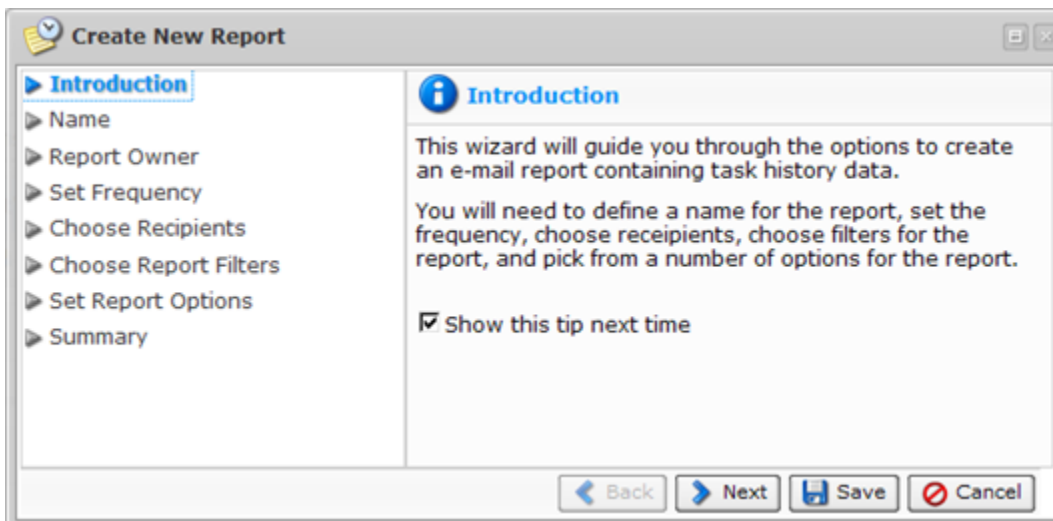 Create New Report
Introduction
Name
Report Owner
Set Frequency
Choose Recipients
Choose Report Filters
Set Report Options
Summary
Introduction
This wizard will guide you through the options to create
an e-mail report containing task history data.
You will need to define a name for the report, set the
frequency, choose receipients, choose filters for the
report, and pick from a number of options for the report.
Show this tip next time
Back
Next
Save
Cancel